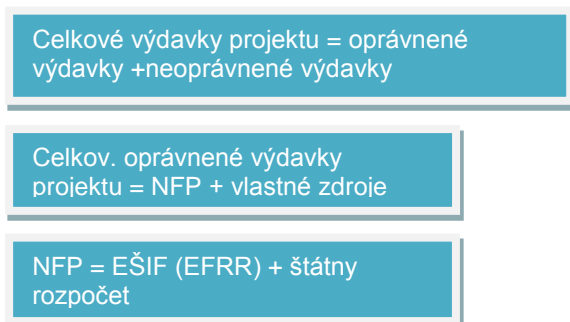 Celkové výdavky projektu = oprávnené
výdavky +neoprávnené výdavky
Celkov. oprávnené výdavky
projektu = NFP + vlastné zdroje
NFP = EŠIF (EFRR) + štátny
rozpočet